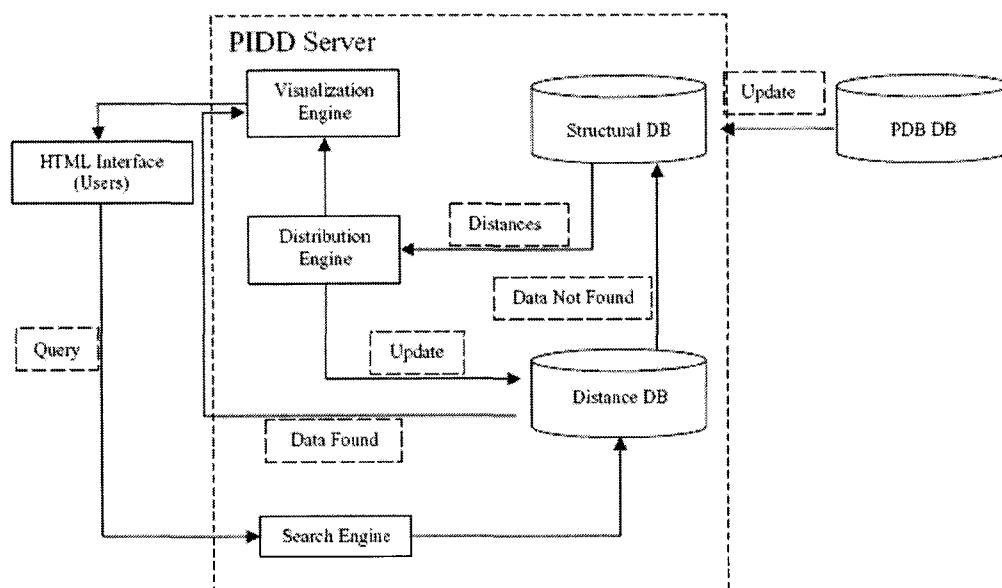 PIDD Server
Visualization
Engine
Structural DB
Update
PDB DB
HTML Interface
(Users)
Distribution
Engine
Distances
Data Not Found
Query
Update
Distance DB
Data Found
Search Engine